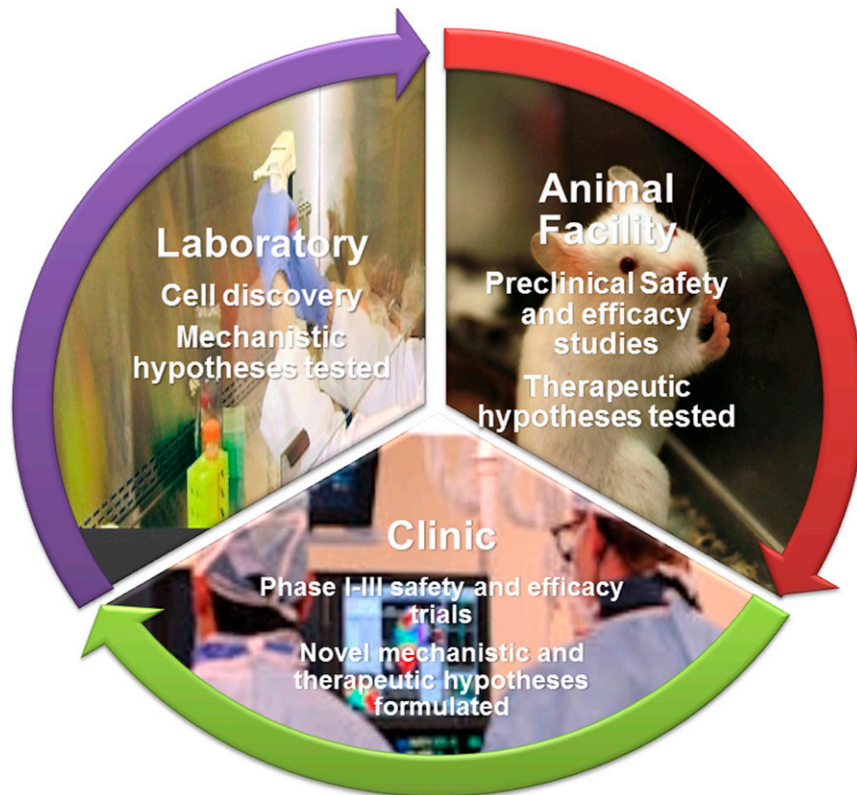 Laboratory
Cell discovery
Mechanistic
hypotheses tested
Animal
Facility
Preclinical Safety
and efficacy
studies
Therapeutic
hypotheses tested
Clinic
Phase I-III safety and efficacy
trials
Novel mechanistic and
therapeutic hypotheses
formulated